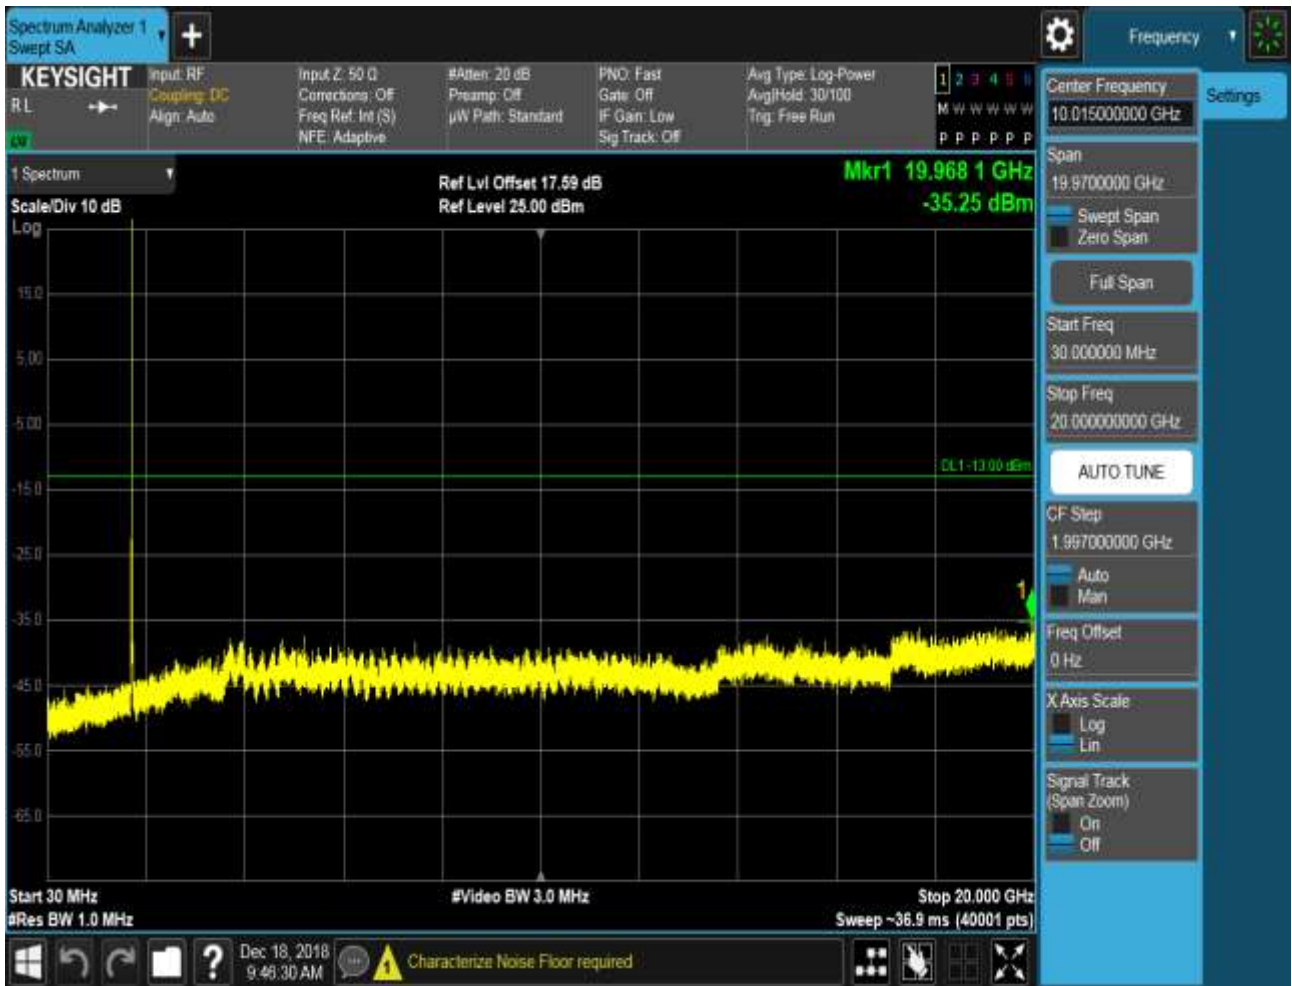 Spectrum Analyzer 1
Swept SA
Frequency
KEYSIGHT
RL
Input: RF
Coupling: DC
Align: Auto
Input Z: 50 Ω
Corrections: Off
Freq Ref: Int (S)
NFE: Adaptive
#Atten: 20 dB
Preamp: Off
µW Path: Standard
PNO: Fast
Gate: Off
IF Gain: Low
Sig Track: Off
Avg Type: Log-Power
Avg|Hold: 30/100
Trig: Free Run
1 2 3 4 5 6
M W W W W W
P P P P P P
1 Spectrum
Scale/Div 10 dB
Log
Ref Lvl Offset 17.59 dB
Ref Level 25.00 dBm
Mkr1 19.968 1 GHz
-35.25 dBm
15.0
5.00
-5.00
DL1 -13.00 dBm
-15.0
-25.0
1
-35.0
-45.0
-55.0
-65.0
Start 30 MHz
#Video BW 3.0 MHz
Stop 20.000 GHz
#Res BW 1.0 MHz
Sweep ~36.9 ms (40001 pts)
Center Frequency
10.015000000 GHz
Settings
Span
19.9700000 GHz
Swept Span
Zero Span
Full Span
Start Freq
30.000000 MHz
Stop Freq
20.000000000 GHz
AUTO TUNE
CF Step
1.997000000 GHz
Auto
Man
Freq Offset
0 Hz
X Axis Scale
Log
Lin
Signal Track
(Span Zoom)
On
Off
?
Dec 18, 2018
9:46:30 AM
1
Characterize Noise Floor required